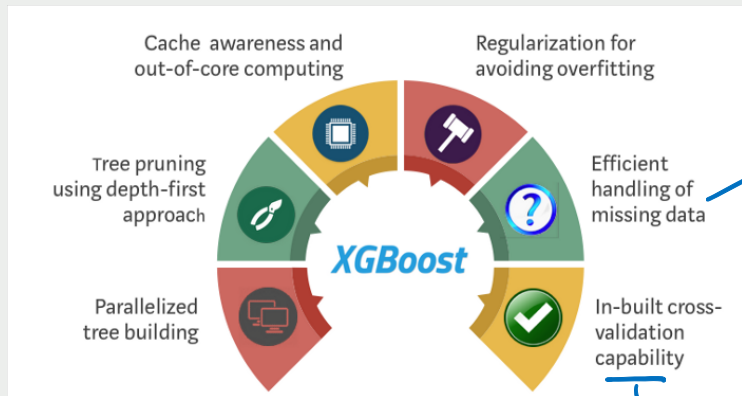 Cache awareness and
out-of-core computing
Regularization for
avoiding overfitting
Tree pruning
using depth-first
approach
Efficient
handling of
missing data
?
XGBoost
Parallelized
tree building
In-built cross-
validation
capability